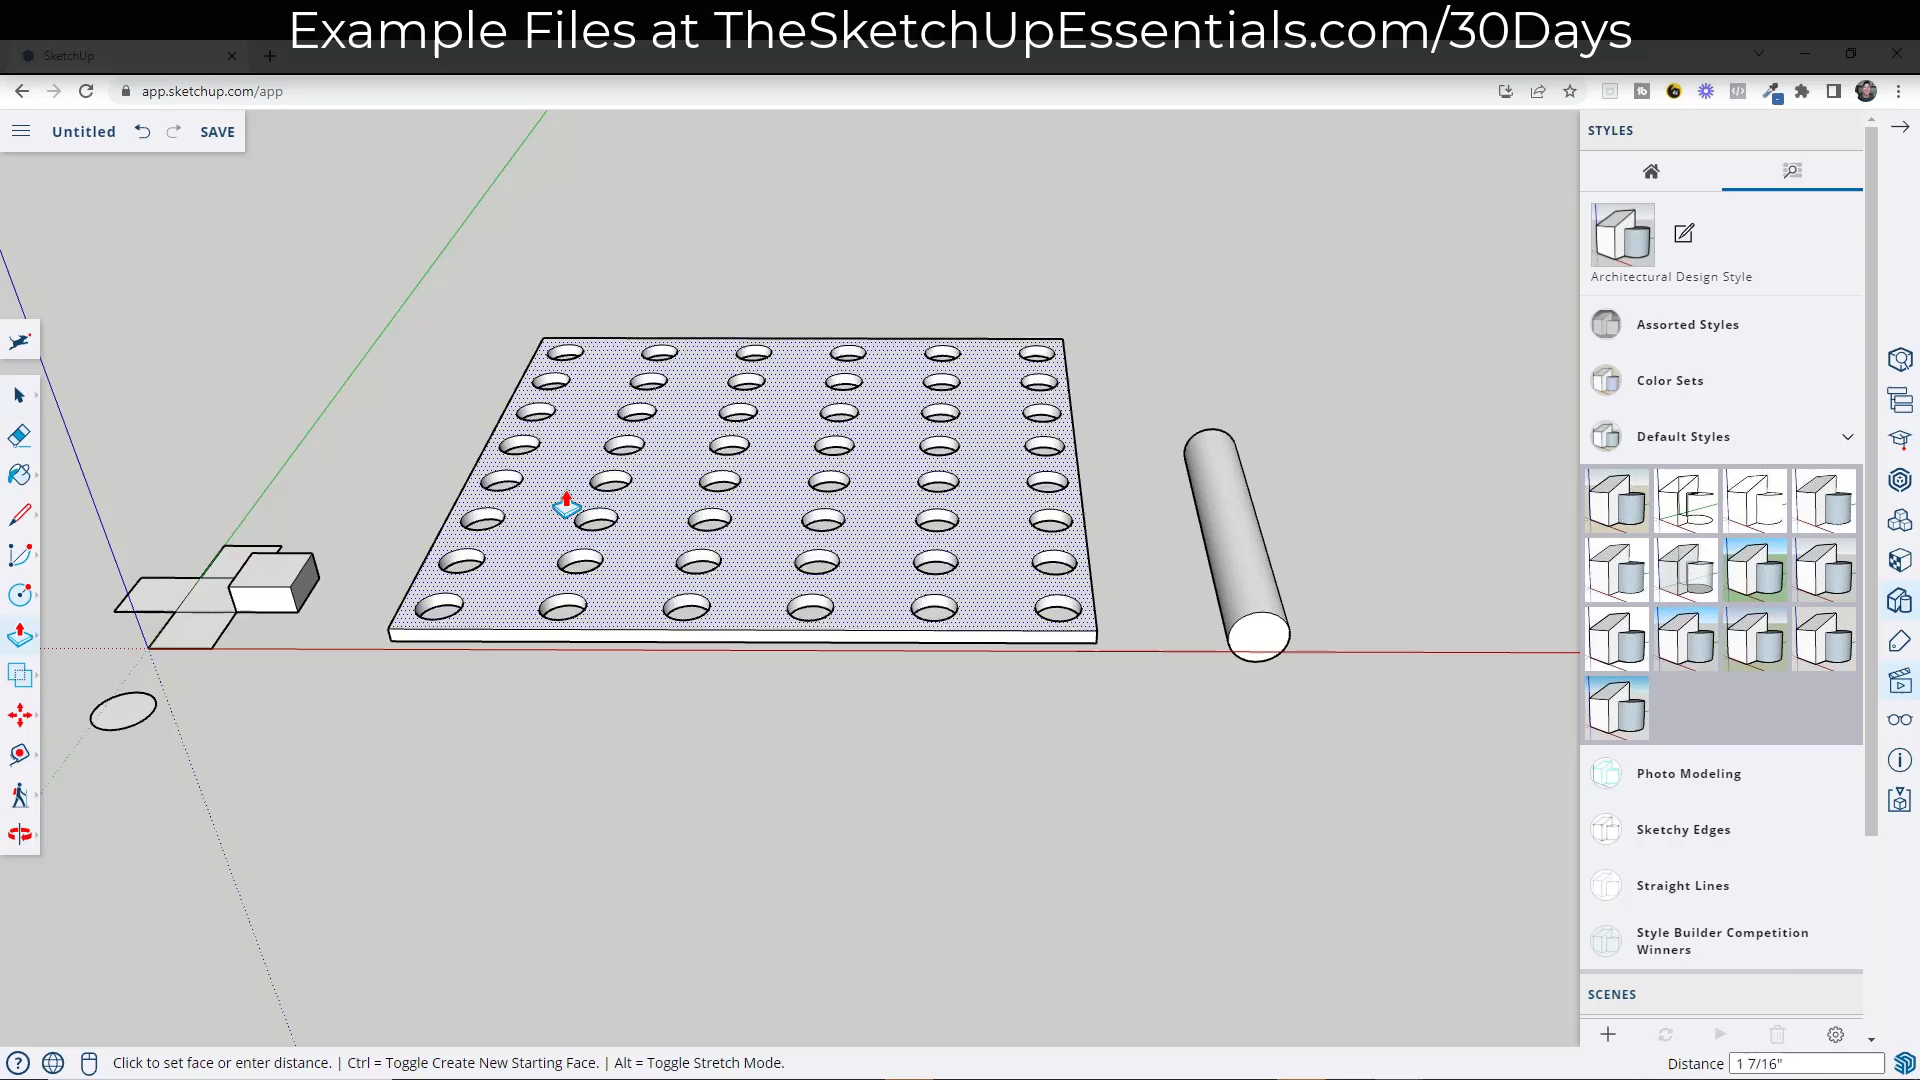 Example Files at TheSketchUpEssentials.com/30Days
SketchUp
app.sketchup.com/app
Untitled
SAVE
STYLES
Architectural Design Style
Assorted Styles
Color Sets
Default Styles
Photo Modeling
Sketchy Edges
Straight Lines
Style Builder Competition
Winners
SCENES
Click to set face or enter distance. | Ctrl = Toggle Create New Starting Face. | Alt = Toggle Stretch Mode.
Distance 1 7/16"